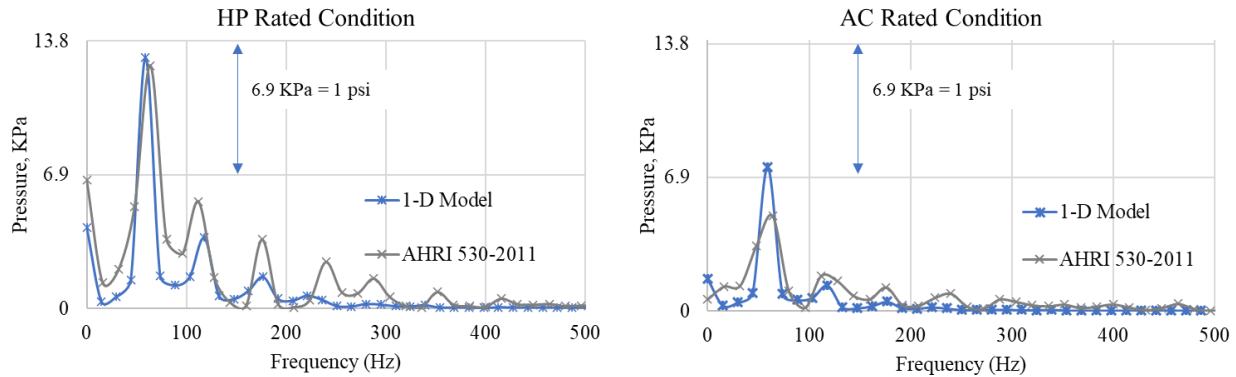 HP Rated Condition
13.8
6.9
0
Pressure, KPa
6.9 KPa = 1 psi
1-D Model
AHRI 530-2011
0
100
200
300
400
500
Frequency (Hz)
AC Rated Condition
13.8
6.9
0
Pressure, KPa
6.9 KPa = 1 psi
1-D Model
AHRI 530-2011
0
100
200
300
400
500
Frequency (Hz)